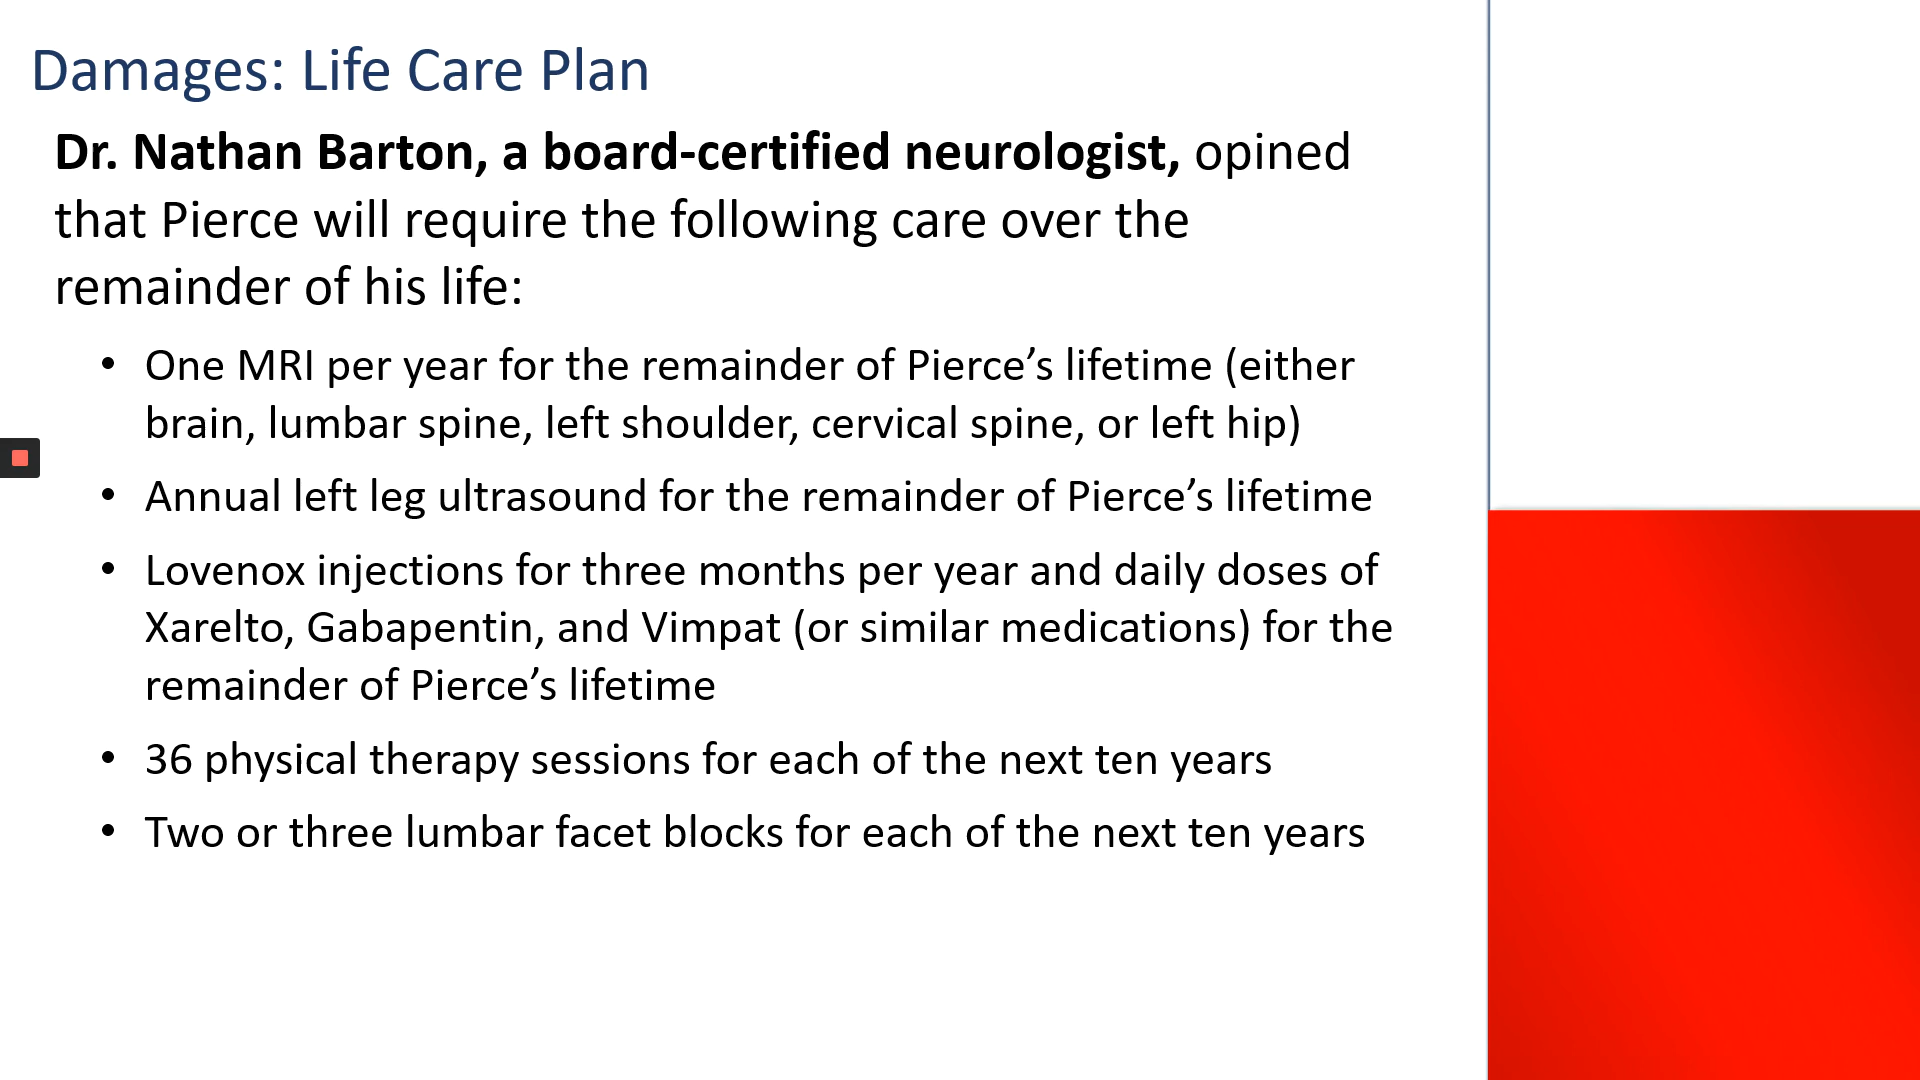 Damages: Life Care Plan
Dr. Nathan Barton, a board-certified neurologist, opined
that Pierce will require the following care over the
remainder of his life:
• One MRI per year for the remainder of Pierce’s lifetime (either
brain, lumbar spine, left shoulder, cervical spine, or left hip)
• Annual left leg ultrasound for the remainder of Pierce’s lifetime
• Lovenox injections for three months per year and daily doses of
Xarelto, Gabapentin, and Vimpat (or similar medications) for the
remainder of Pierce’s lifetime
• 36 physical therapy sessions for each of the next ten years
• Two or three lumbar facet blocks for each of the next ten years